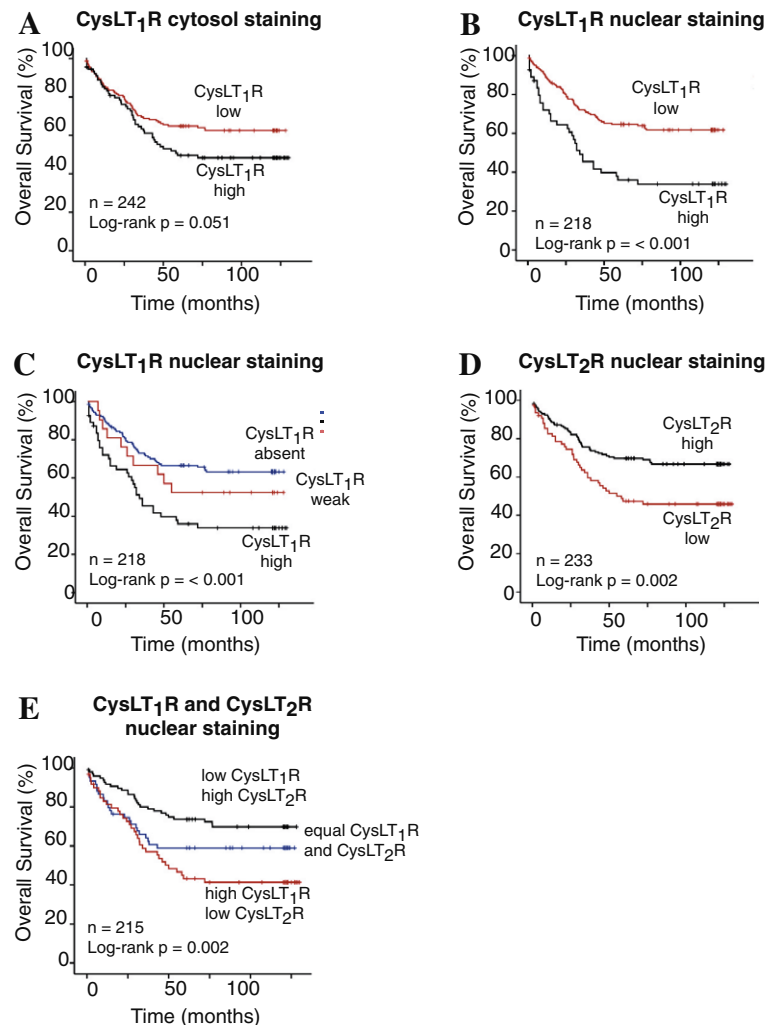 A CysLT1R cytosol staining
Overall Survival (%)
100
80
60
40
20
0
CysLT1R
low
CysLT1R
high
n = 242
Log-rank p = 0.051
0 50 100
Time (months)
B CysLT1R nuclear staining
Overall Survival (%)
100
80
60
40
20
0
CysLT1R
low
CysLT1R
high
n = 218
Log-rank p = < 0.001
0 50 100
Time (months)
C CysLT1R nuclear staining
Overall Survival (%)
100
80
60
40
20
0
CysLT1R
absent
CysLT1R
weak
CysLT1R
high
n = 218
Log-rank p = < 0.001
0 50 100
Time (months)
D CysLT2R nuclear staining
Overall Survival (%)
100
80
60
40
20
0
CysLT2R
high
CysLT2R
low
n = 233
Log-rank p = 0.002
0 50 100
Time (months)
E CysLT1R and CysLT2R
nuclear staining
Overall Survival (%)
100
80
60
40
20
0
low CysLT1R
high CysLT2R
equal CysLT1R
and CysLT2R
high CysLT1R
low CysLT2R
n = 215
Log-rank p = 0.002
0 50 100
Time (months)